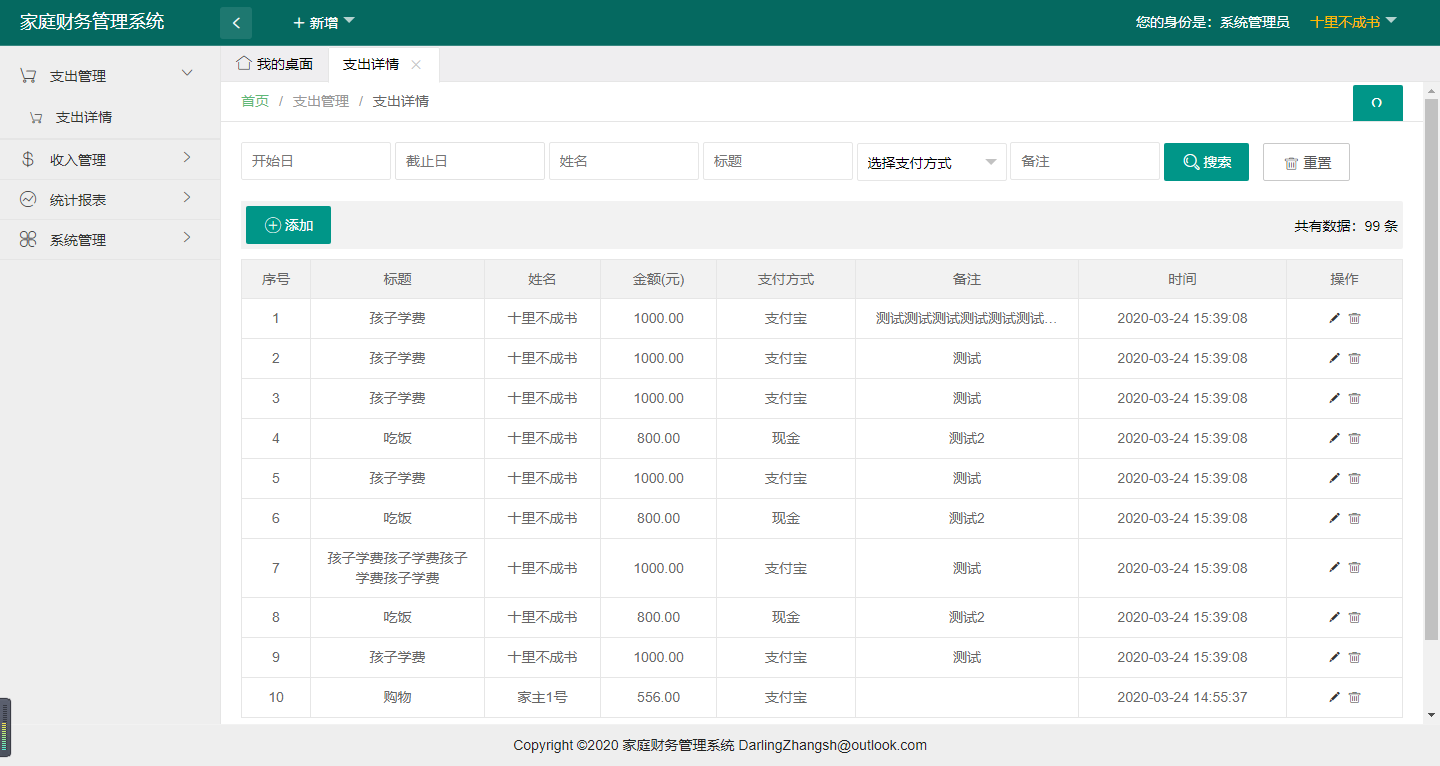 家庭财务管理系统
新增
您的身份是：系统管理员 十里不成书
支出管理
支出详情
收入管理
统计报表
系统管理
我的桌面 支出详情
首页 / 支出管理 / 支出详情
开始日 截止日 姓名 标题 选择支付方式 备注 搜索 重置
添加 共有数据：99 条
序号 标题 姓名 金额(元) 支付方式 备注 时间 操作
1 孩子学费 十里不成书 1000.00 支付宝 测试测试测试测试测试测试… 2020-03-24 15:39:08
2 孩子学费 十里不成书 1000.00 支付宝 测试 2020-03-24 15:39:08
3 孩子学费 十里不成书 1000.00 支付宝 测试 2020-03-24 15:39:08
4 吃饭 十里不成书 800.00 现金 测试2 2020-03-24 15:39:08
5 孩子学费 十里不成书 1000.00 支付宝 测试 2020-03-24 15:39:08
6 吃饭 十里不成书 800.00 现金 测试2 2020-03-24 15:39:08
7 孩子学费孩子学费孩子
学费孩子学费 十里不成书 1000.00 支付宝 测试 2020-03-24 15:39:08
8 吃饭 十里不成书 800.00 现金 测试2 2020-03-24 15:39:08
9 孩子学费 十里不成书 1000.00 支付宝 测试 2020-03-24 15:39:08
10 购物 家主1号 556.00 支付宝 2020-03-24 14:55:37
Copyright ©2020 家庭财务管理系统 DarlingZhangsh@outlook.com